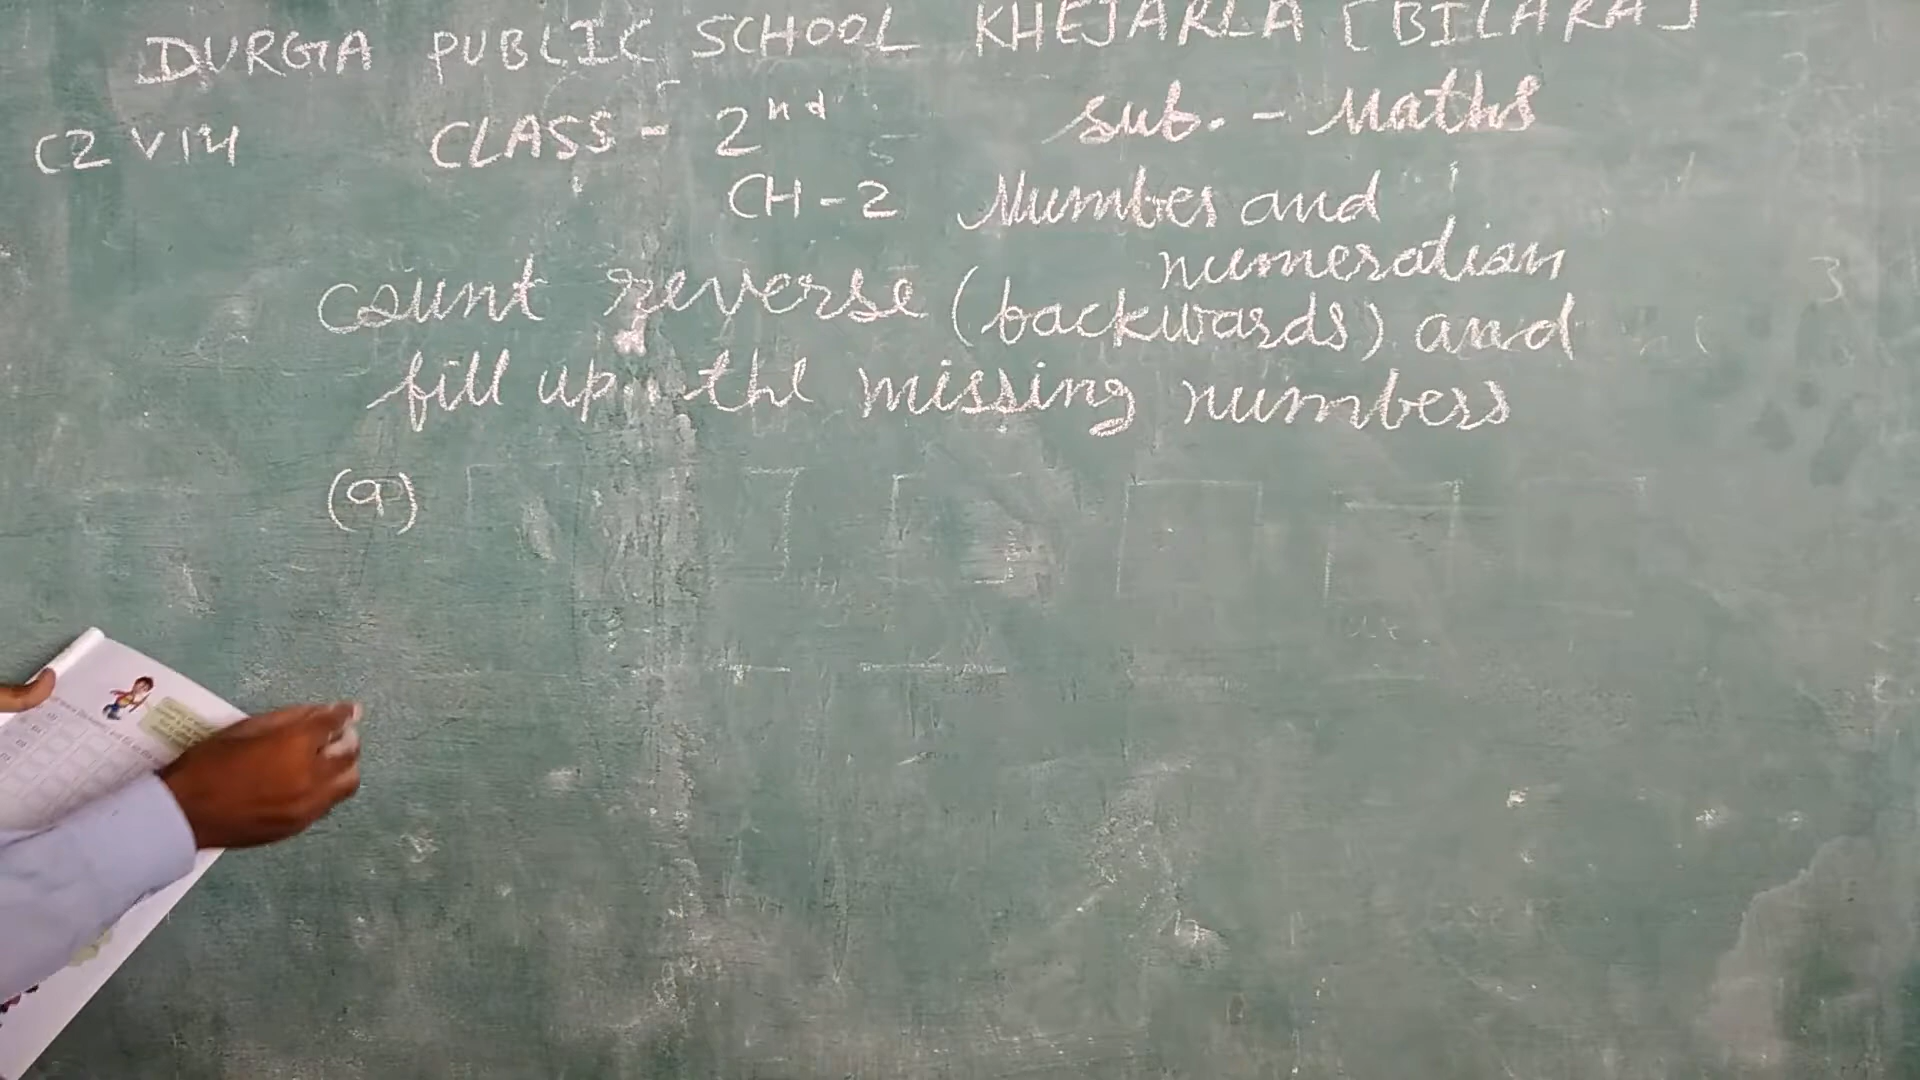 DURGA PUBLIC SCHOOL KHEJARLA [BILARA]
C2 V14 CLASS - 2nd sub. - Maths
CH - 2 Number and
numeration
count reverse (backwards) and
fill up the missing numbers
(a)